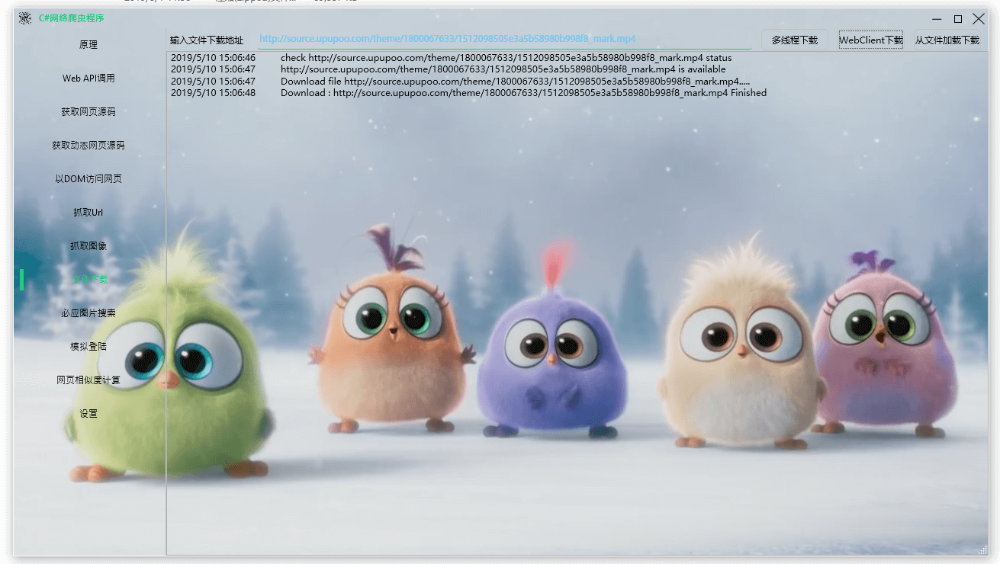 C#网络爬虫程序
原理
Web API调用
获取网页源码
获取动态网页源码
以DOM访问网页
抓取Url
抓取图像
文件下载
必应图片搜索
模拟登陆
网页相似度计算
设置
输入文件下载地址 http://source.upupoo.com/theme/1800067633/1512098505e3a5b58980b998f8_mark.mp4 多线程下载 WebClient下载 从文件加载下载
2019/5/10 15:06:46 check http://source.upupoo.com/theme/1800067633/1512098505e3a5b58980b998f8_mark.mp4 status
2019/5/10 15:06:47 http://source.upupoo.com/theme/1800067633/1512098505e3a5b58980b998f8_mark.mp4 is available
2019/5/10 15:06:47 Download file http://source.upupoo.com/theme/1800067633/1512098505e3a5b58980b998f8_mark.mp4.....
2019/5/10 15:06:48 Download : http://source.upupoo.com/theme/1800067633/1512098505e3a5b58980b998f8_mark.mp4 Finished